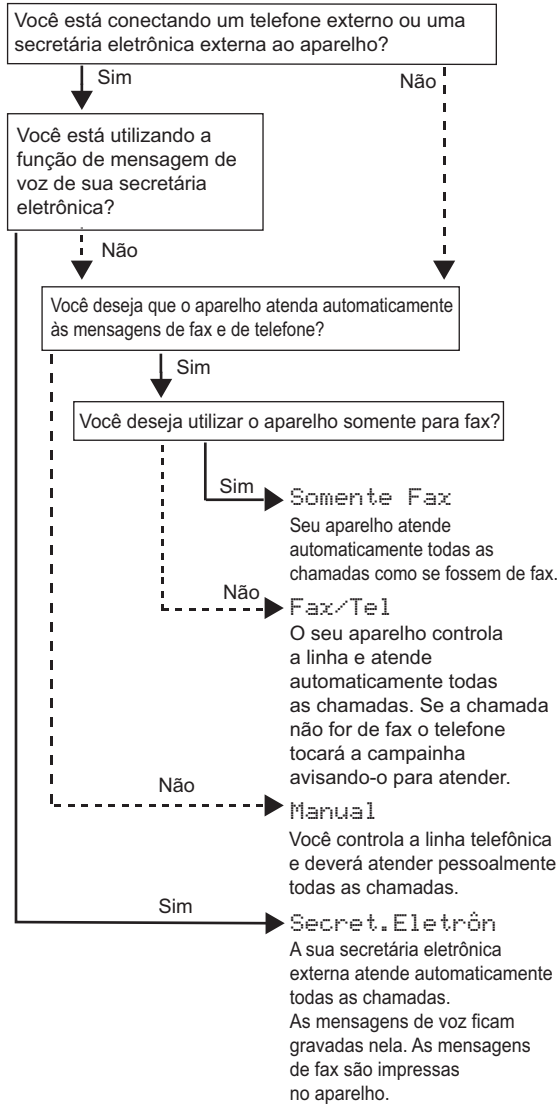 Você está conectando um telefone externo ou uma
secretária eletrônica externa ao aparelho?
Sim
Não
Você está utilizando a
função de mensagem de
voz de sua secretária
eletrônica?
Não
Você deseja que o aparelho atenda automaticamente
às mensagens de fax e de telefone?
Sim
Você deseja utilizar o aparelho somente para fax?
Sim
Somente Fax
Seu aparelho atende
automaticamente todas as
chamadas como se fossem de fax.
Não
Fax/Tel
O seu aparelho controla
a linha e atende
automaticamente todas
as chamadas. Se a chamada
não for de fax o telefone
tocará a campainha
avisando-o para atender.
Não
Manual
Você controla a linha telefônica
e deverá atender pessoalmente
todas as chamadas.
Sim
Secret.Eletrôn
A sua secretária eletrônica
externa atende automaticamente
todas as chamadas.
As mensagens de voz ficam
gravadas nela. As mensagens
de fax são impressas
no aparelho.